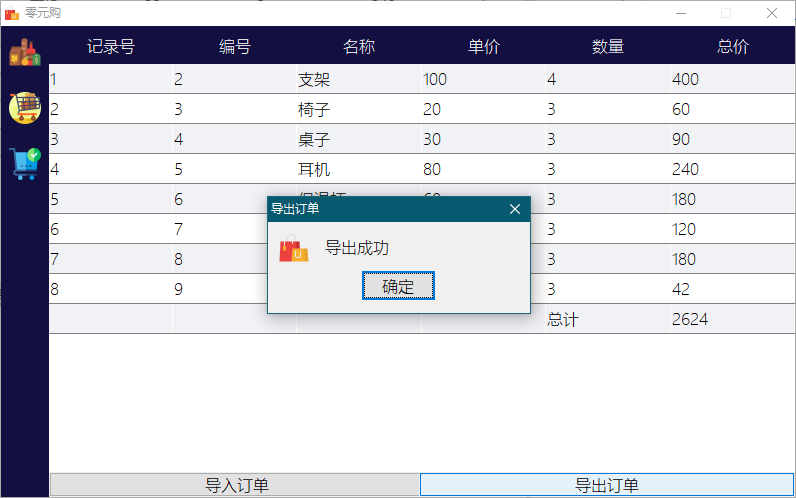 零元购
记录号 编号 名称 单价 数量 总价
1 2 支架 100 4 400
2 3 椅子 20 3 60
3 4 桌子 30 3 90
4 5 耳机 80 3 240
5 6 3 180
导出订单
6 7 3 120
导出成功
7 8 3 180
确定
8 9 3 42
总计 2624
导入订单 导出订单